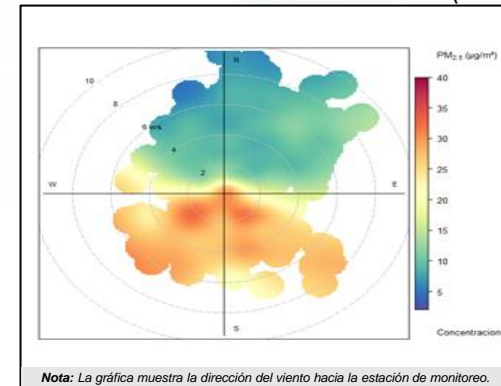 (
PM2.5 (µg/m³)
N
10
8
6 ws
4
2
W
E
S
40
35
30
25
20
15
10
5
Concentracion
Nota: La gráfica muestra la dirección del viento hacia la estación de monitoreo.